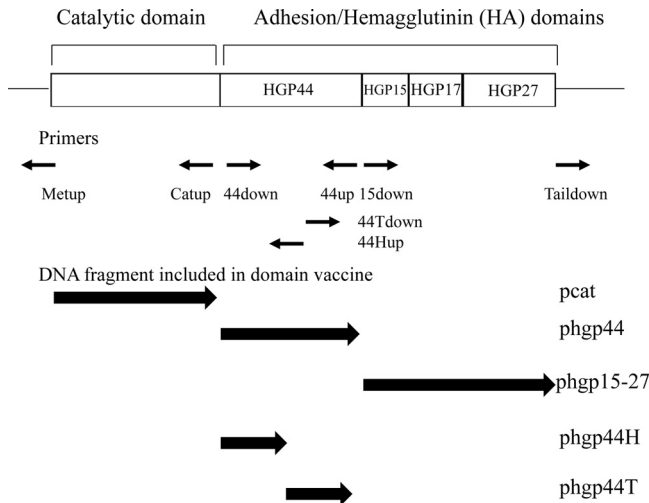 Catalytic domain Adhesion/Hemagglutinin (HA) domains
HGP44 HGP15 HGP17 HGP27
Primers
Metup Catup 44down 44up 15down Taildown
44Tdown
44Hup
DNA fragment included in domain vaccine
pcat
phgp44
phgp15-27
phgp44H
phgp44T